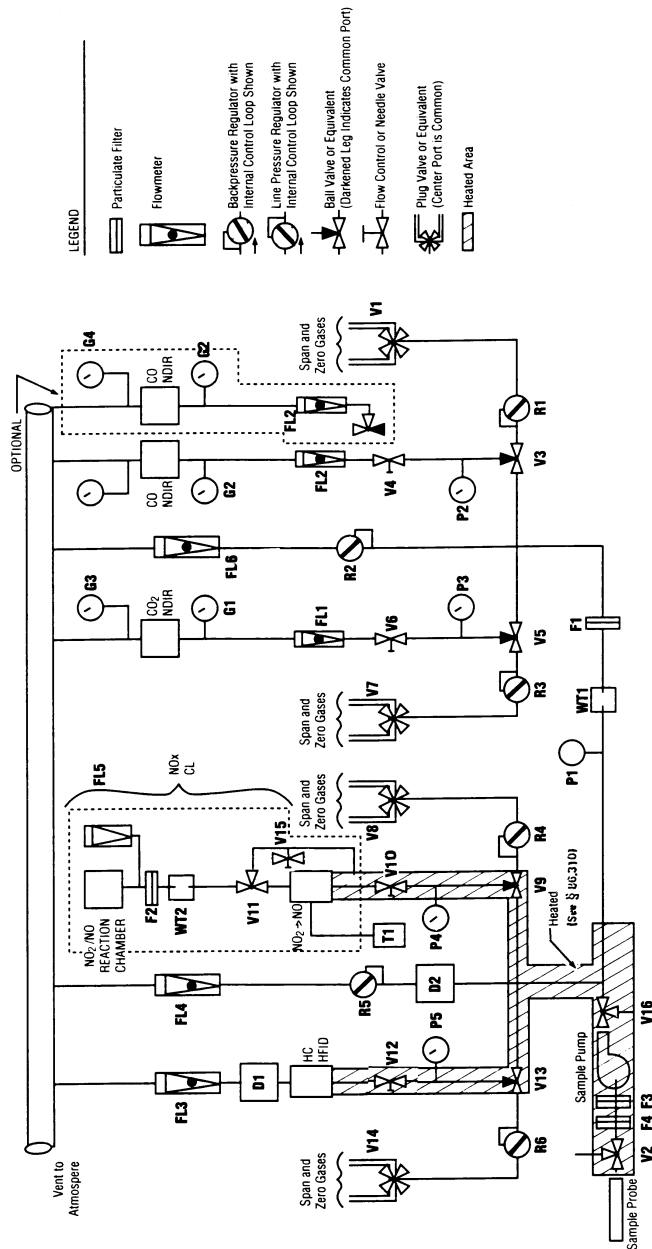 LEGEND
Particulate Filter
Flowmeter
Backpressure Regulator with
Internal Control Loop Shown
Line Pressure Regulator with
Internal Control Loop Shown
Ball Valve or Equivalent
(Darkened Leg Indicates Common Port)
Flow Control or Needle Valve
Plug Valve or Equivalent
(Center Port is Common)
Heated Area
OPTIONAL
Vent to
Atmospere
G4
CO
NDIR
G2
FL2
Span and
Zero Gases
V1
R1
CO
NDIR
G2
FL2
V4
P2
V3
FL6
R2
G3
CO2
NDIR
G1
FL1
V6
P3
V5
F1
WT1
P1
Span and
Zero Gases
V7
R3
NOx
CL
FL5
NO2/NO
REACTION
CHAMBER
F2
WT2
V11
V15
NO2→NO
T1
V10
P4
Span and
Zero Gases
V8
R4
V9
Heated
(See § 86.310)
FL4
R5
D2
FL3
D1
HC
HFID
V12
P5
V13
Span and
Zero Gases
V14
R6
Sample Pump
V16
F3
F4
V2
Sample Probe